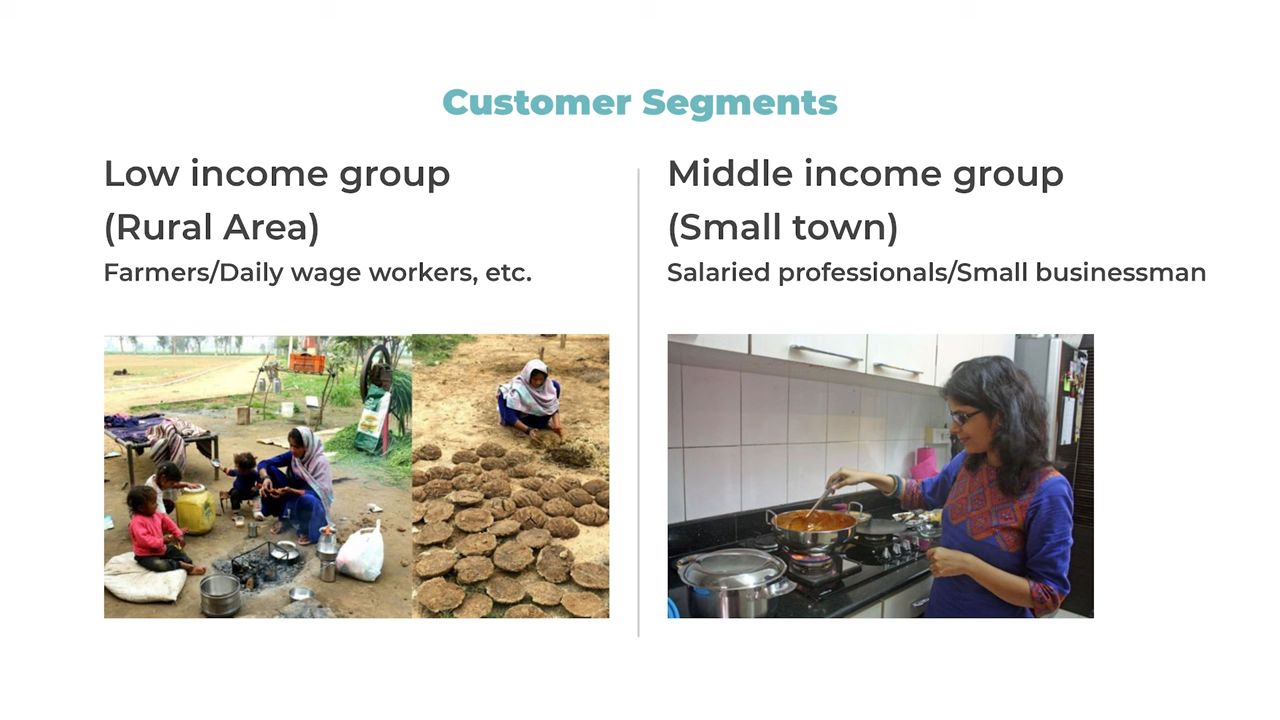 Customer Segments
Low income group
(Rural Area)
Farmers/Daily wage workers, etc.
Middle income group
(Small town)
Salaried professionals/Small businessman